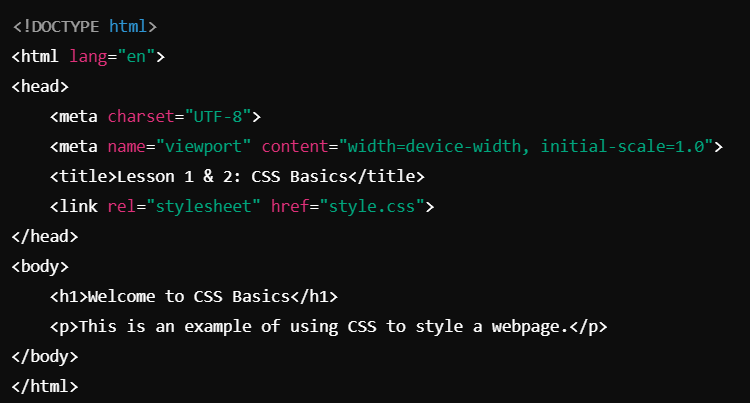 <!DOCTYPE html>
<html lang="en">
<head>
    <meta charset="UTF-8">
    <meta name="viewport" content="width=device-width, initial-scale=1.0">
    <title>Lesson 1 & 2: CSS Basics</title>
    <link rel="stylesheet" href="style.css">
</head>
<body>
    <h1>Welcome to CSS Basics</h1>
    <p>This is an example of using CSS to style a webpage.</p>
</body>
</html>